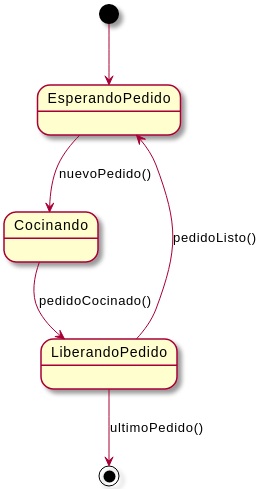 EsperandoPedido
nuevoPedido()
Cocinando
pedidoListo()
pedidoCocinado()
LiberandoPedido
ultimoPedido()